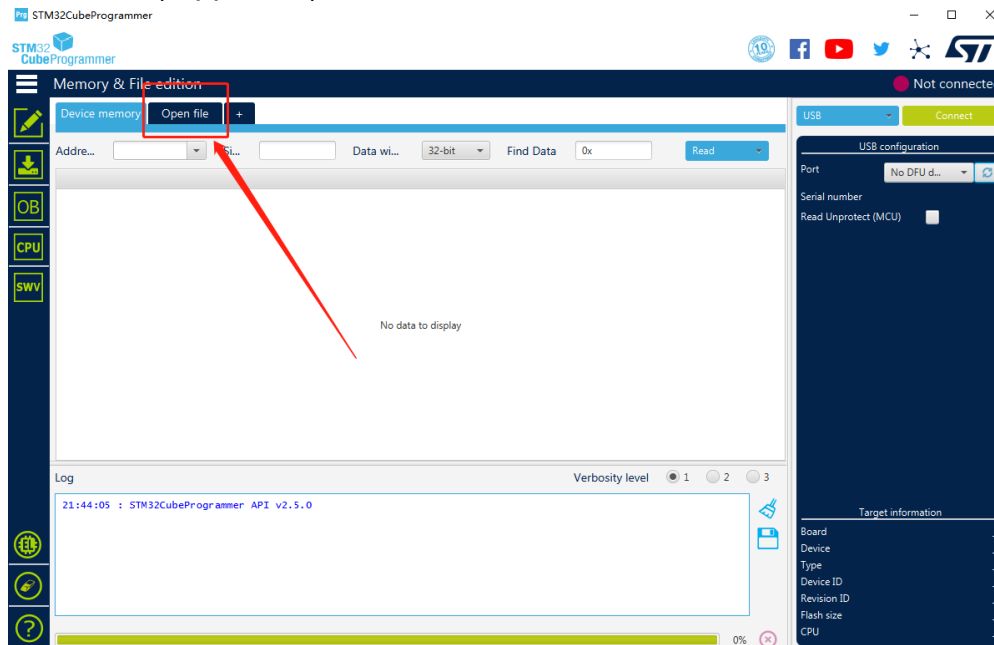 Prg STM32CubeProgrammer
STM32
CubeProgrammer
10
Memory & File edition
Not connecte
Device memory Open file +
USB Connect
Addre... Si... Data wi... 32-bit Find Data 0x Read
USB configuration
Port No DFU d...
Serial number
Read Unprotect (MCU)
OB
CPU
SWV
No data to display
Log Verbosity level 1 2 3
21:44:05 : STM32CubeProgrammer API v2.5.0
Target information
Board
Device
Type
Device ID
Revision ID
Flash size
CPU
0%